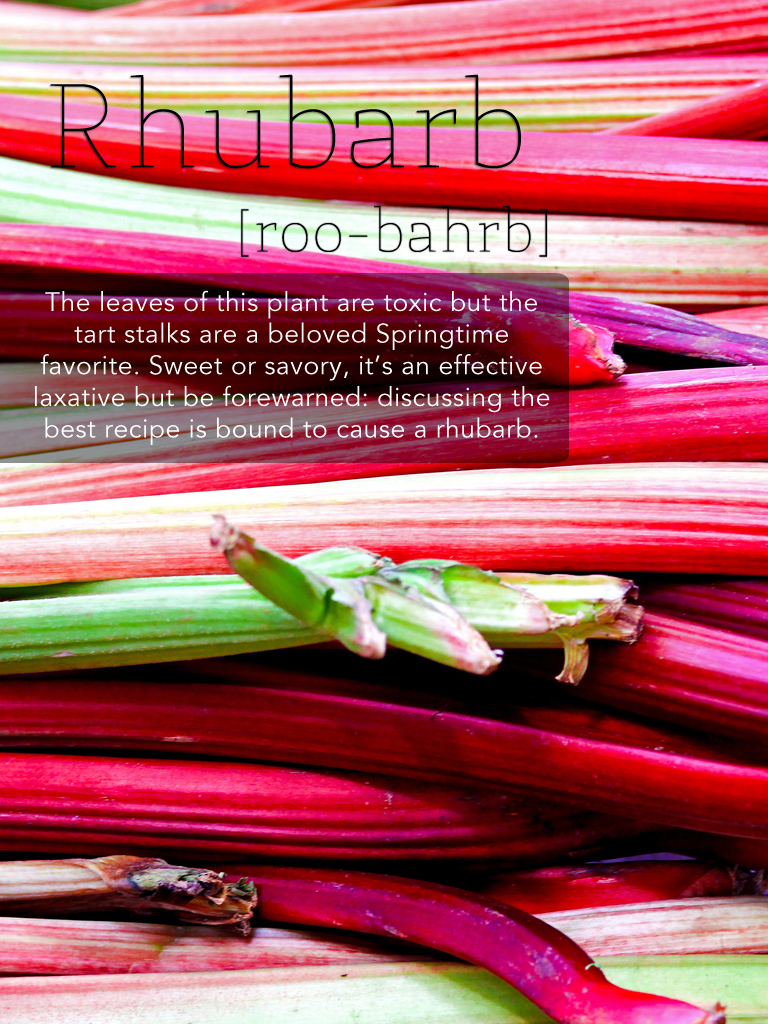 Rhubarb
[roo-bahrb]
The leaves of this plant are toxic but the
tart stalks are a beloved Springtime
favorite. Sweet or savory, it’s an effective
laxative but be forewarned: discussing the
best recipe is bound to cause a rhubarb.